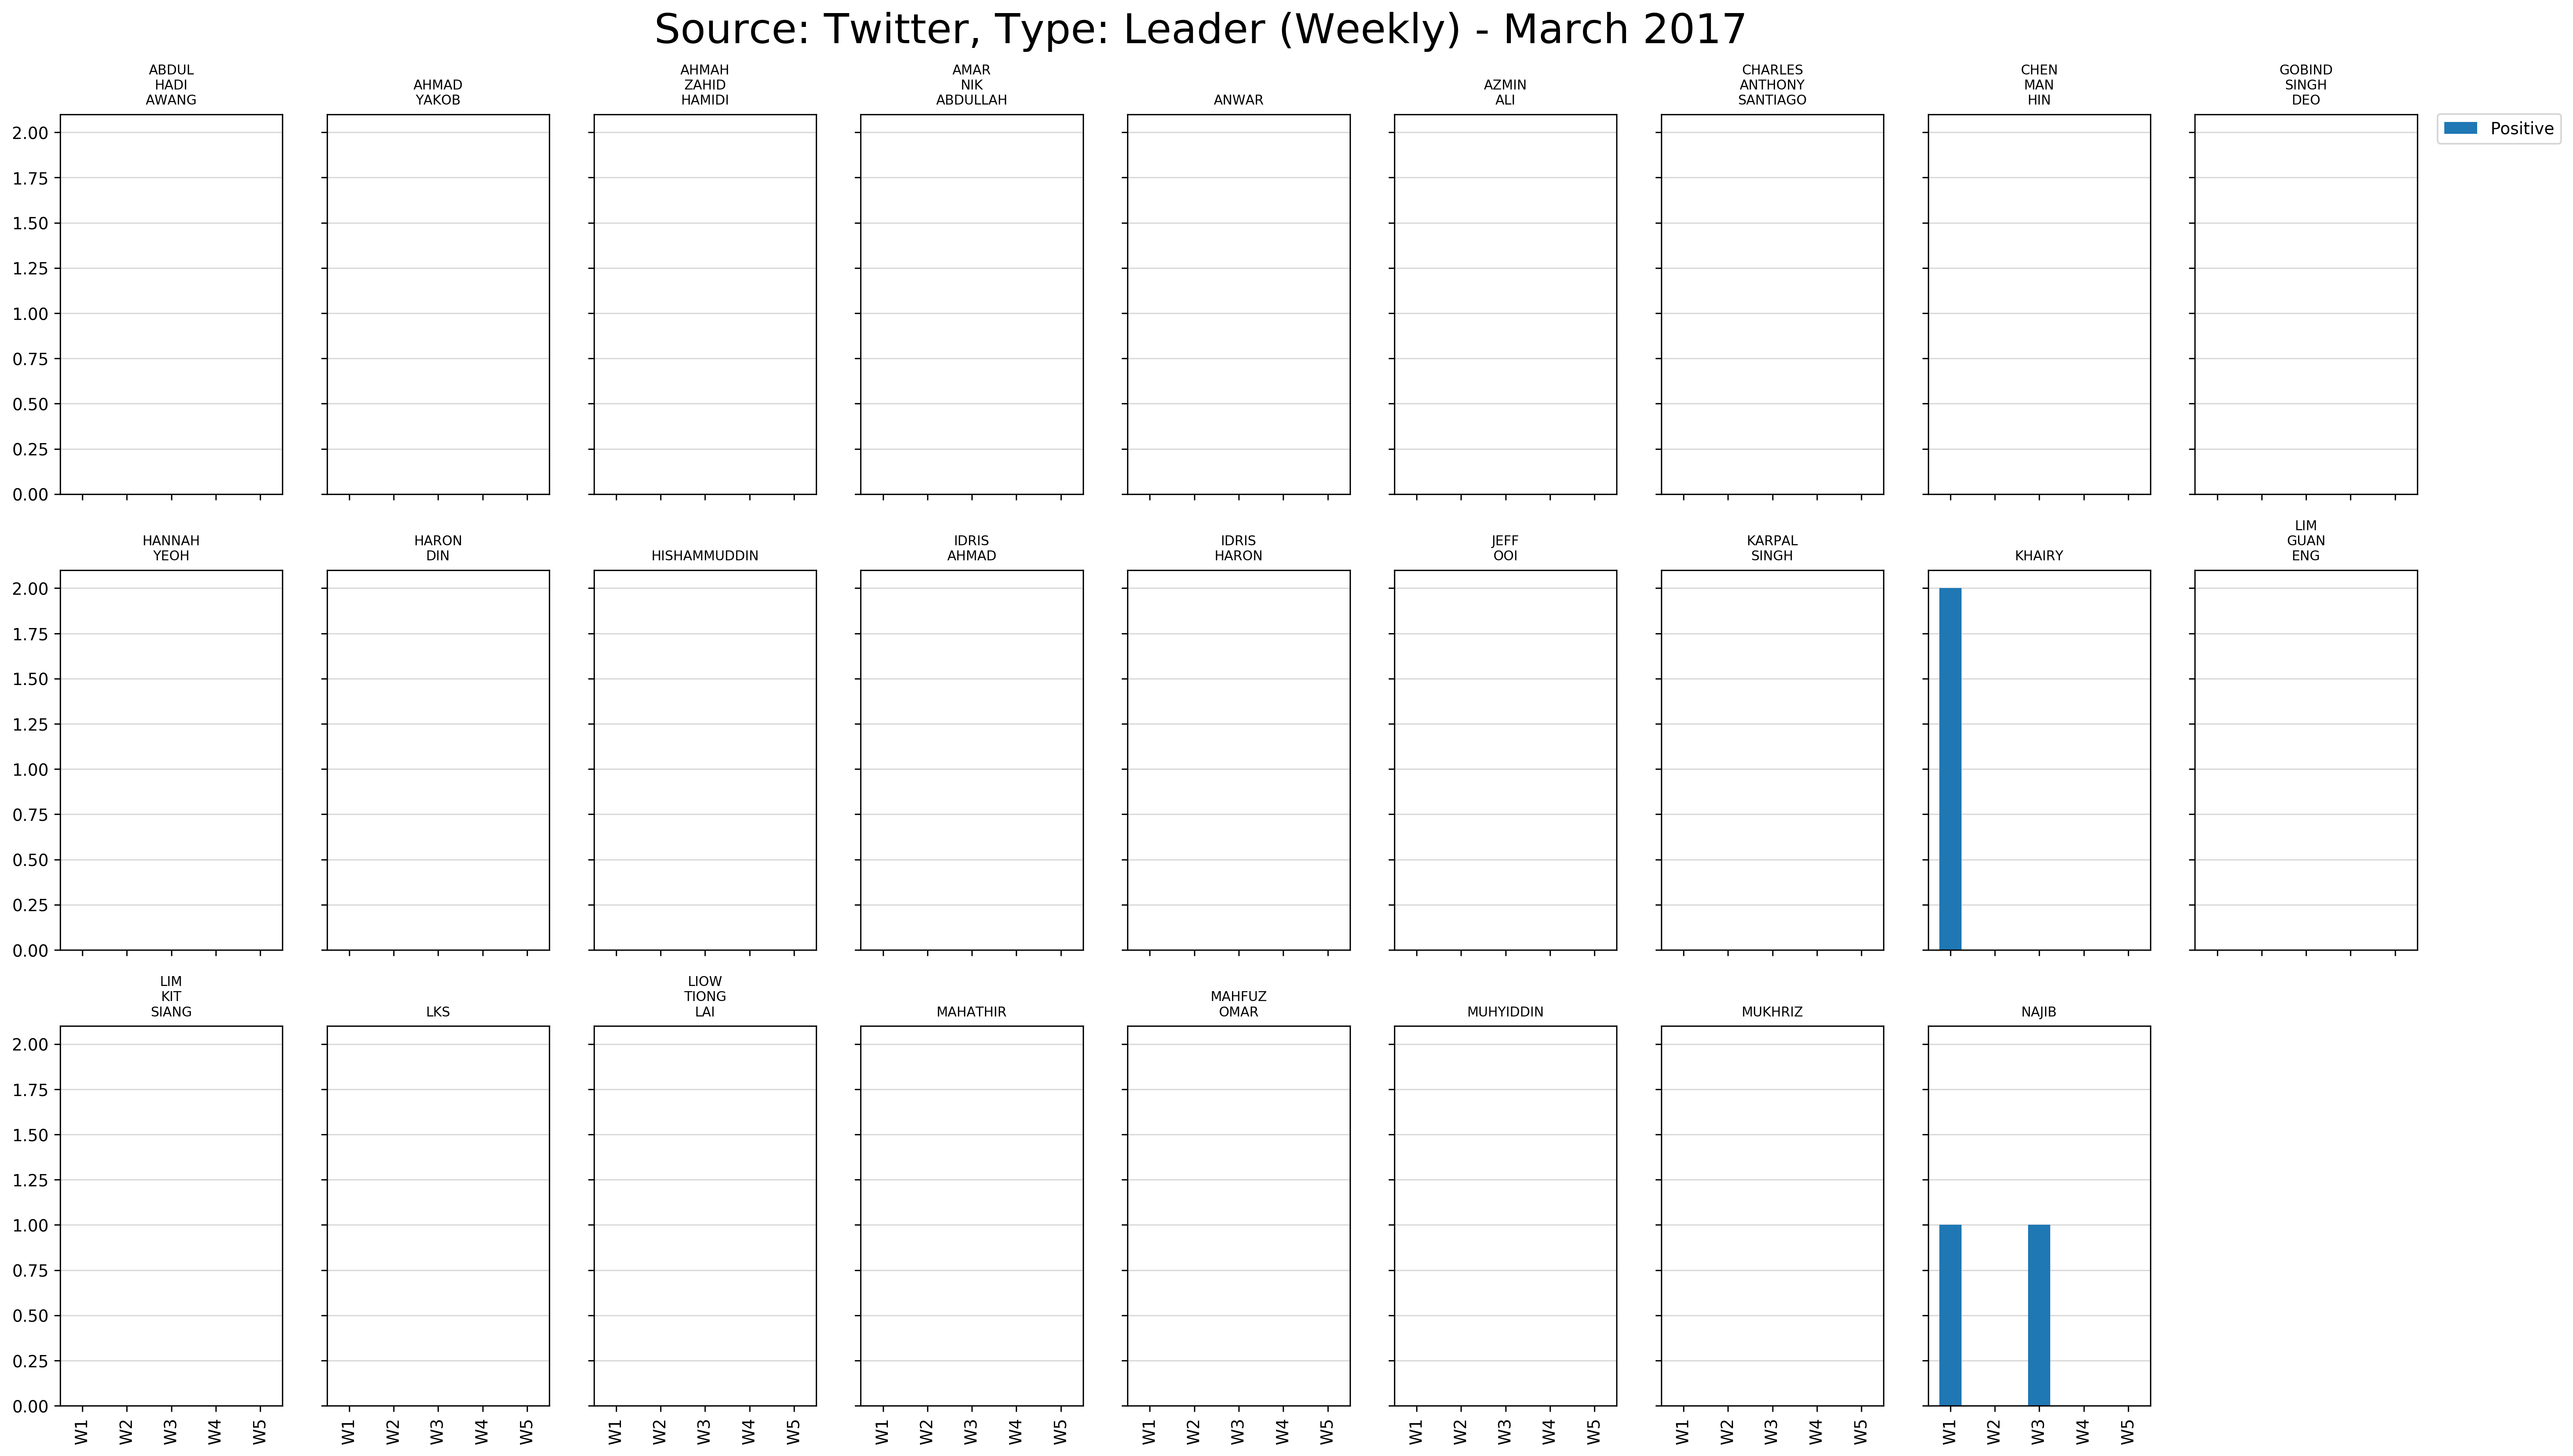 Source: Twitter, Type: Leader (Weekly) - March 2017
ABDUL
HADI
AWANG
AHMAD
YAKOB
AHMAH
ZAHID
HAMIDI
AMAR
NIK
ABDULLAH
ANWAR
AZMIN
ALI
CHARLES
ANTHONY
SANTIAGO
CHEN
MAN
HIN
GOBIND
SINGH
DEO
Positive
2.00
1.75
1.50
1.25
1.00
0.75
0.50
0.25
0.00
HANNAH
YEOH
HARON
DIN
HISHAMMUDDIN
IDRIS
AHMAD
IDRIS
HARON
JEFF
OOI
KARPAL
SINGH
KHAIRY
LIM
GUAN
ENG
2.00
1.75
1.50
1.25
1.00
0.75
0.50
0.25
0.00
LIM
KIT
SIANG
LKS
LIOW
TIONG
LAI
MAHATHIR
MAHFUZ
OMAR
MUHYIDDIN
MUKHRIZ
NAJIB
2.00
1.75
1.50
1.25
1.00
0.75
0.50
0.25
0.00
W1 W2 W3 W4 W5
W1 W2 W3 W4 W5
W1 W2 W3 W4 W5
W1 W2 W3 W4 W5
W1 W2 W3 W4 W5
W1 W2 W3 W4 W5
W1 W2 W3 W4 W5
W1 W2 W3 W4 W5